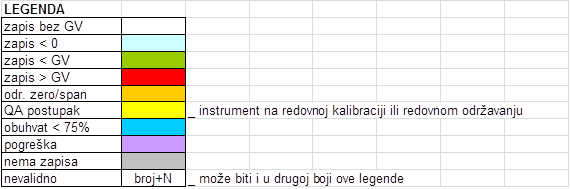 LEGENDA
zapis bez GV
zapis < 0
zapis < GV
zapis > GV
odr. zero/span
QA postupak _ instrument na redovnoj kalibraciji ili redovnom održavanju
obuhvat < 75%
pogreška
nema zapisa
nevalidno broj+N _ može biti i u drugoj boji ove legende